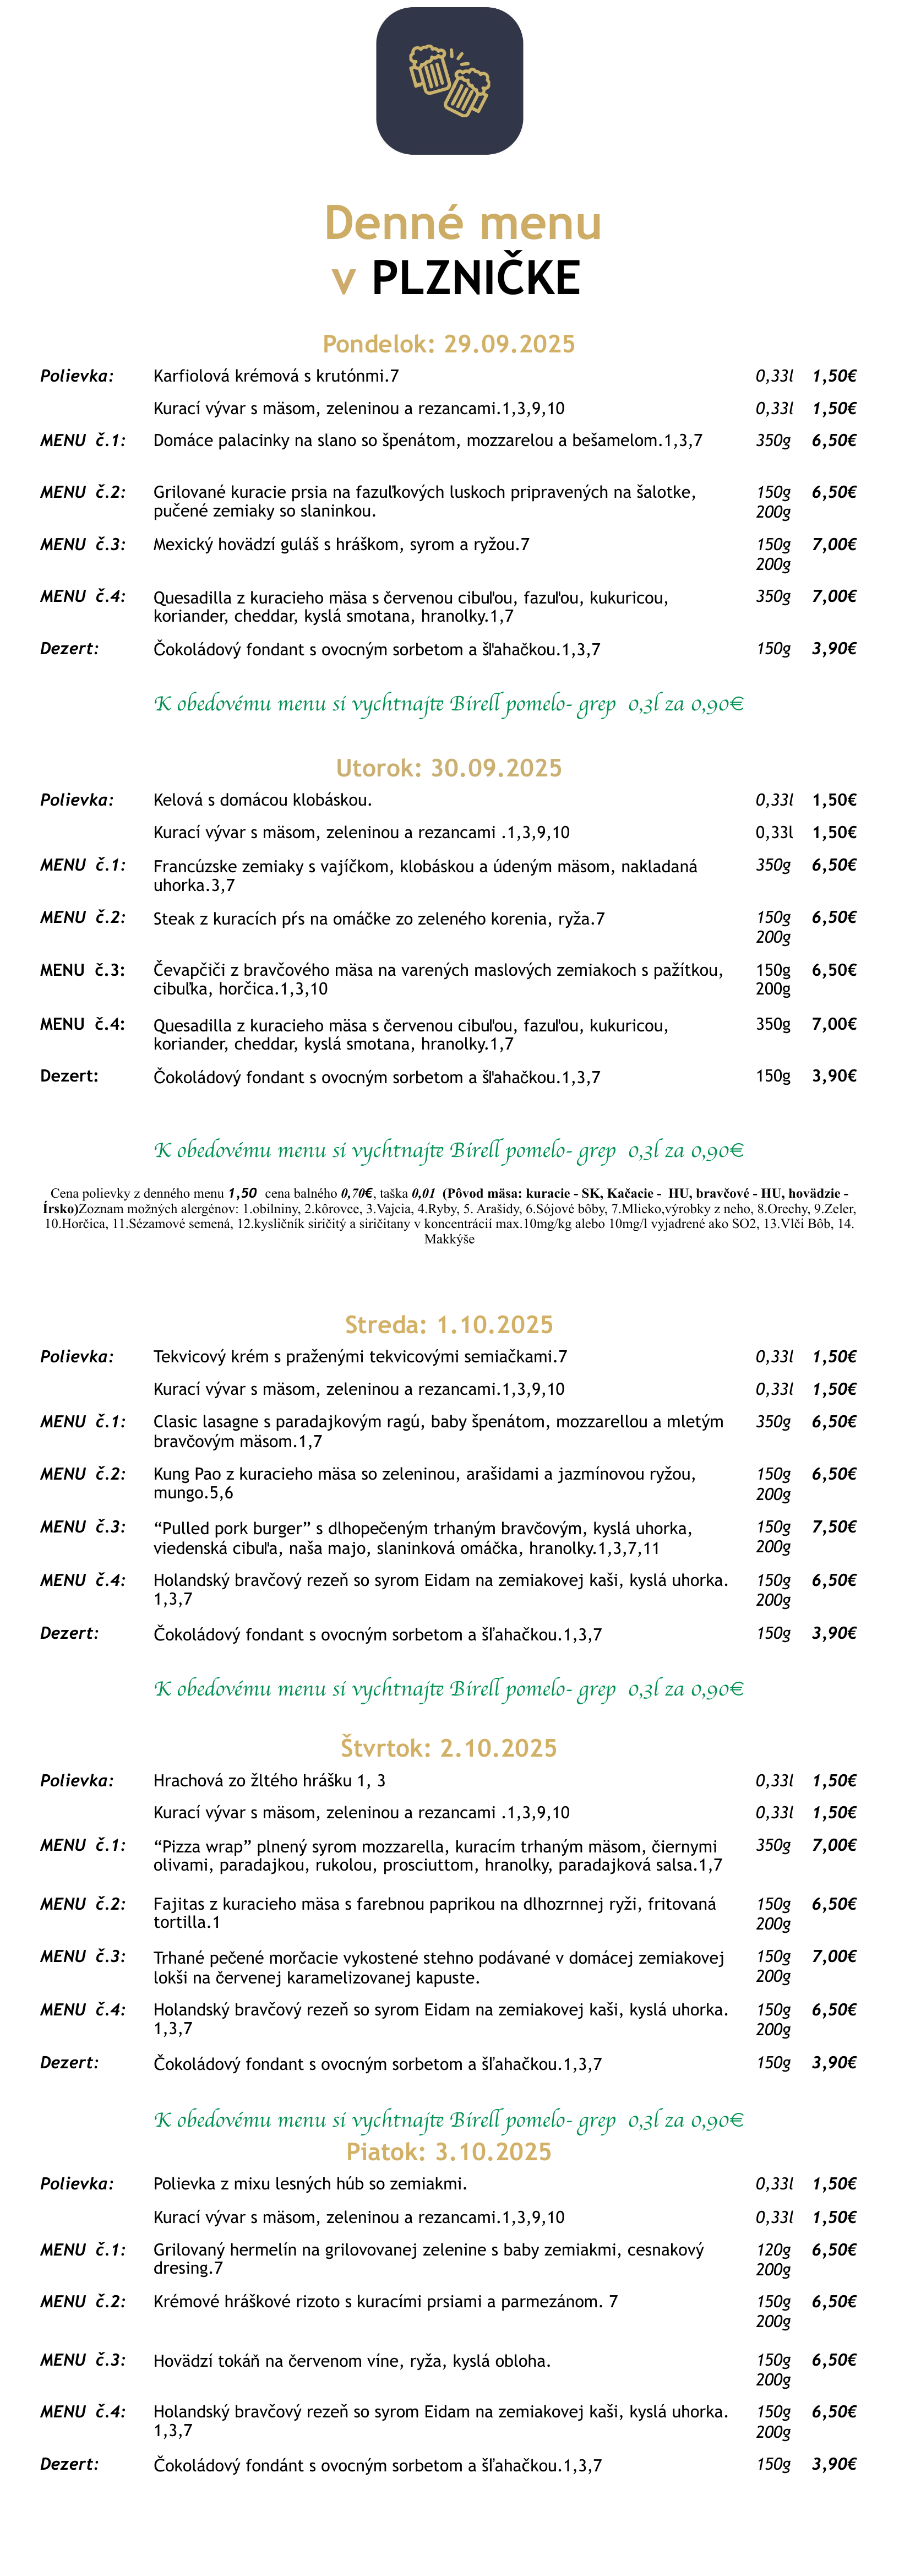 Denné menu
v PLZNIČKE
Pondelok: 29.09.2025
Polievka: Karfiolová krémová s krutónmi.7 0,33l 1,50€
Kurací vývar s mäsom, zeleninou a rezancami.1,3,9,10 0,33l 1,50€
MENU č.1: Domáce palacinky na slano so špenátom, mozzarelou a bešamelom.1,3,7 350g 6,50€
MENU č.2: Grilované kuracie prsia na fazuľkových luskoch pripravených na šalotke, 150g 6,50€
pučené zemiaky so slaninkou. 200g
MENU č.3: Mexický hovädzí guláš s hráškom, syrom a ryžou.7 150g 7,00€
200g
MENU č.4: Quesadilla z kuracieho mäsa s červenou cibuľou, fazuľou, kukuricou, 350g 7,00€
koriander, cheddar, kyslá smotana, hranolky.1,7
Dezert: Čokoládový fondant s ovocným sorbetom a šľahačkou.1,3,7 150g 3,90€
K obedovému menu si vychtnajte Birell pomelo- grep 0,3l za 0,90€
Utorok: 30.09.2025
Polievka: Kelová s domácou klobáskou. 0,33l 1,50€
Kurací vývar s mäsom, zeleninou a rezancami .1,3,9,10 0,33l 1,50€
MENU č.1: Francúzske zemiaky s vajíčkom, klobáskou a údeným mäsom, nakladaná 350g 6,50€
uhorka.3,7
MENU č.2: Steak z kuracích pŕs na omáčke zo zeleného korenia, ryža.7 150g 6,50€
200g
MENU č.3: Čevapčiči z bravčového mäsa na varených maslových zemiakoch s pažítkou, 150g 6,50€
cibuľka, horčica.1,3,10 200g
MENU č.4: Quesadilla z kuracieho mäsa s červenou cibuľou, fazuľou, kukuricou, 350g 7,00€
koriander, cheddar, kyslá smotana, hranolky.1,7
Dezert: Čokoládový fondant s ovocným sorbetom a šľahačkou.1,3,7 150g 3,90€
K obedovému menu si vychtnajte Birell pomelo- grep 0,3l za 0,90€
Cena polievky z denného menu 1,50 cena balného 0,70€, taška 0,01 (Pôvod mäsa: kuracie - SK, Kačacie - HU, bravčové - HU, hovädzie -
Írsko)Zoznam možných alergénov: 1.obilniny, 2.kôrovce, 3.Vajcia, 4.Ryby, 5. Arašidy, 6.Sójové bôby, 7.Mlieko,výrobky z neho, 8.Orechy, 9.Zeler,
10.Horčica, 11.Sézamové semená, 12.kysličník siričitý a siričitany v koncentrácií max.10mg/kg alebo 10mg/l vyjadrené ako SO2, 13.Vlčí Bôb, 14.
Makkýše
Streda: 1.10.2025
Polievka: Tekvicový krém s praženými tekvicovými semiačkami.7 0,33l 1,50€
Kurací vývar s mäsom, zeleninou a rezancami.1,3,9,10 0,33l 1,50€
MENU č.1: Clasic lasagne s paradajkovým ragú, baby špenátom, mozzarellou a mletým 350g 6,50€
bravčovým mäsom.1,7
MENU č.2: Kung Pao z kuracieho mäsa so zeleninou, arašidami a jazmínovou ryžou, 150g 6,50€
mungo.5,6 200g
MENU č.3: “Pulled pork burger” s dlhopečeným trhaným bravčovým, kyslá uhorka, 150g 7,50€
viedenská cibuľa, naša majo, slaninková omáčka, hranolky.1,3,7,11 200g
MENU č.4: Holandský bravčový rezeň so syrom Eidam na zemiakovej kaši, kyslá uhorka. 150g 6,50€
1,3,7 200g
Dezert: Čokoládový fondant s ovocným sorbetom a šľahačkou.1,3,7 150g 3,90€
K obedovému menu si vychtnajte Birell pomelo- grep 0,3l za 0,90€
Štvrtok: 2.10.2025
Polievka: Hrachová zo žltého hrášku 1, 3 0,33l 1,50€
Kurací vývar s mäsom, zeleninou a rezancami .1,3,9,10 0,33l 1,50€
MENU č.1: “Pizza wrap” plnený syrom mozzarella, kuracím trhaným mäsom, čiernymi 350g 7,00€
olivami, paradajkou, rukolou, prosciuttom, hranolky, paradajková salsa.1,7
MENU č.2: Fajitas z kuracieho mäsa s farebnou paprikou na dlhozrnnej ryži, fritovaná 150g 6,50€
tortilla.1 200g
MENU č.3: Trhané pečené morčacie vykostené stehno podávané v domácej zemiakovej 150g 7,00€
lokši na červenej karamelizovanej kapuste. 200g
MENU č.4: Holandský bravčový rezeň so syrom Eidam na zemiakovej kaši, kyslá uhorka. 150g 6,50€
1,3,7 200g
Dezert: Čokoládový fondant s ovocným sorbetom a šľahačkou.1,3,7 150g 3,90€
K obedovému menu si vychtnajte Birell pomelo- grep 0,3l za 0,90€
Piatok: 3.10.2025
Polievka: Polievka z mixu lesných húb so zemiakmi. 0,33l 1,50€
Kurací vývar s mäsom, zeleninou a rezancami.1,3,9,10 0,33l 1,50€
MENU č.1: Grilovaný hermelín na grilovovanej zelenine s baby zemiakmi, cesnakový 120g 6,50€
dresing.7 200g
MENU č.2: Krémové hráškové rizoto s kuracími prsiami a parmezánom. 7 150g 6,50€
200g
MENU č.3: Hovädzí tokáň na červenom víne, ryža, kyslá obloha. 150g 6,50€
200g
MENU č.4: Holandský bravčový rezeň so syrom Eidam na zemiakovej kaši, kyslá uhorka. 150g 6,50€
1,3,7 200g
Dezert: Čokoládový fondánt s ovocným sorbetom a šľahačkou.1,3,7 150g 3,90€